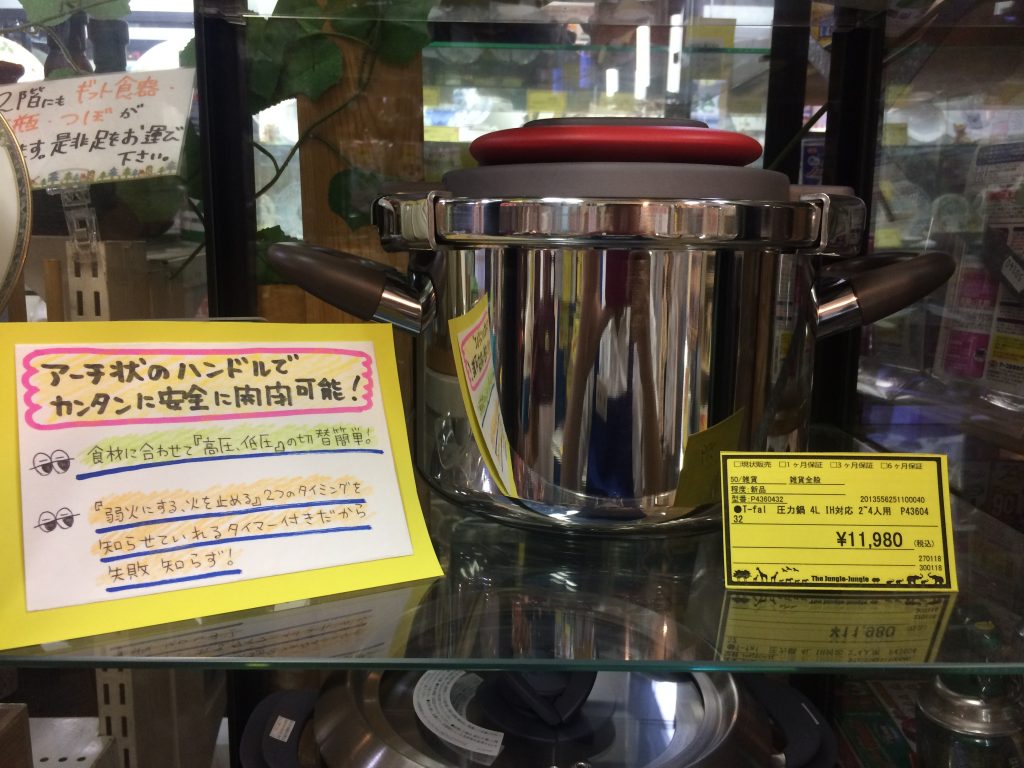 2階にも ギフト食器・
瓶・つぼが
ます。是非足をお運び
下さい。
アーチ状のハンドルで
カンタンに安全に開閉可能！
食材に合わせて『高圧、低圧』の切替簡単！
『弱火にする、火を止める』2つのタイミングを
知らせていれるタイマー付きだから
失敗知らず！
□現状販売 □1ヶ月保証 □3ヶ月保証 □6ヶ月保証
50/雑貨 雑貨全般
程度:新品
型番:P4360432 2013556251100040
●T-fal 圧力鍋 4L IH対応 2~4人用 P43604
32
¥11,980 (税込)
270118
300118
The Jungle-Jungle
¥11,980